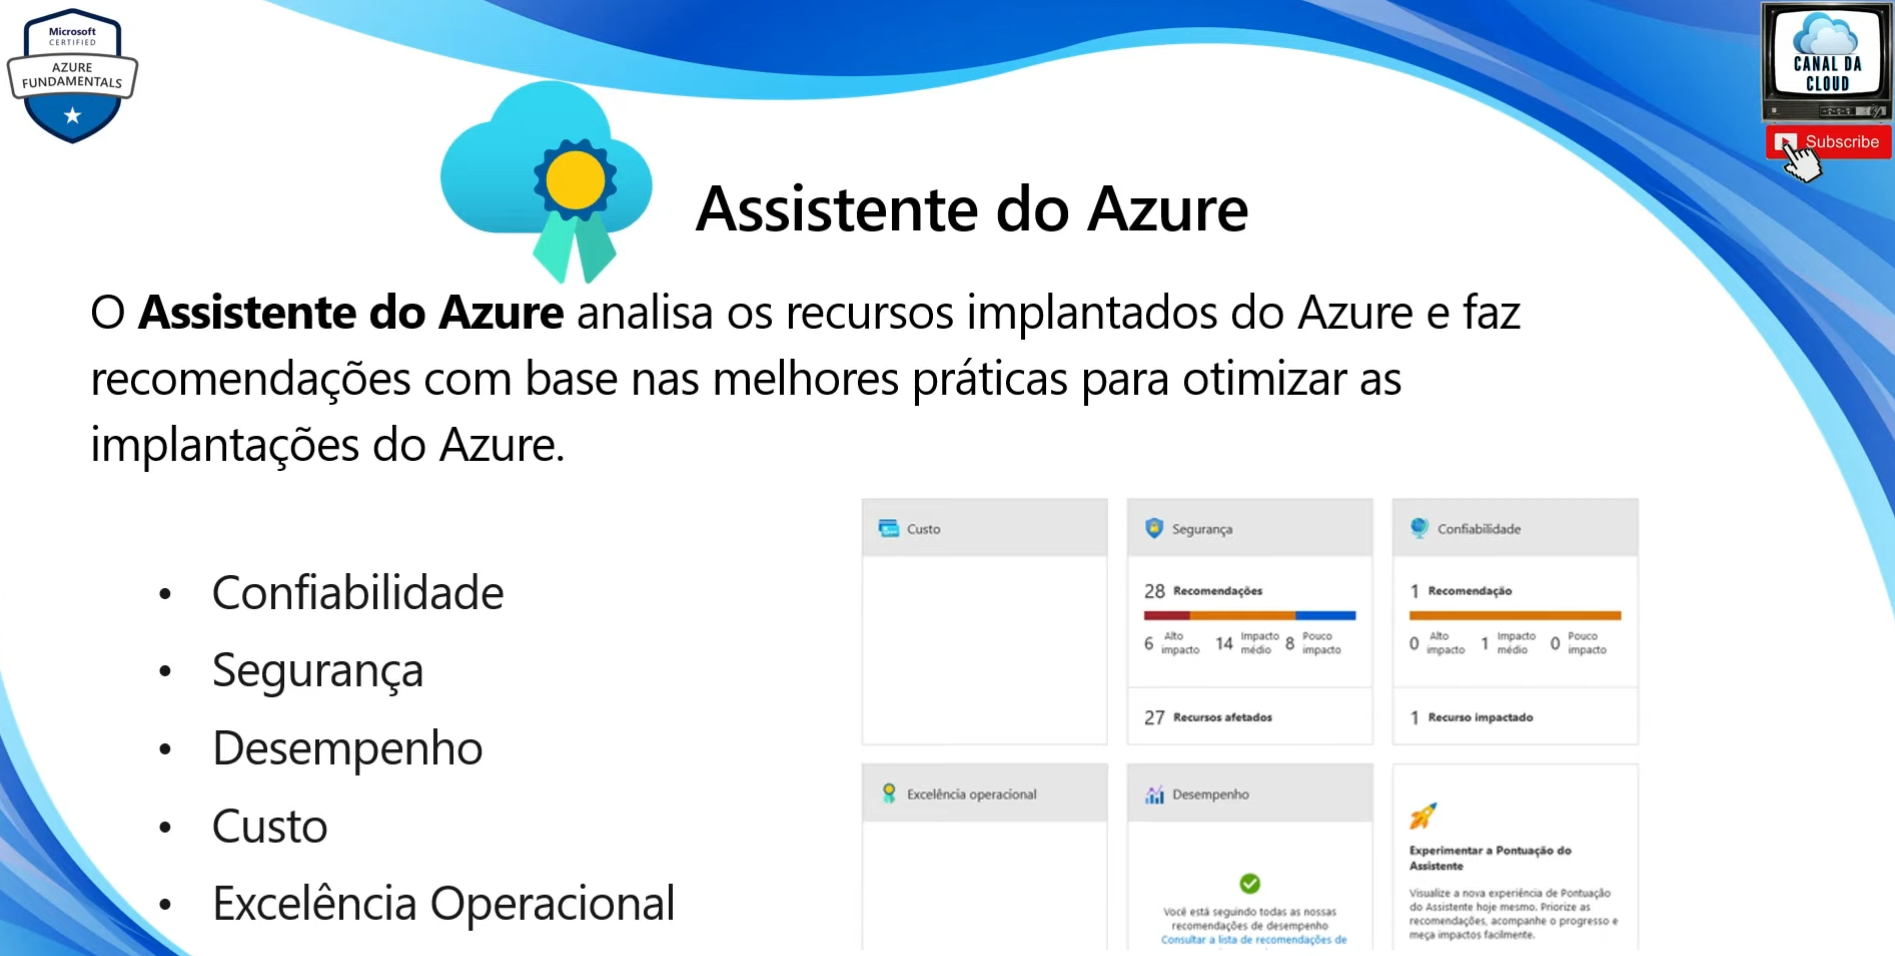 Microsoft
CERTIFIED
AZURE
FUNDAMENTALS
CANAL DA
CLOUD
Subscribe
Assistente do Azure
O Assistente do Azure analisa os recursos implantados do Azure e faz
recomendações com base nas melhores práticas para otimizar as
implantações do Azure.
• Confiabilidade
• Segurança
• Desempenho
• Custo
• Excelência Operacional
Custo
Segurança
28 Recomendações
6 Alto impacto 14 Impacto médio 8 Pouco impacto
27 Recursos afetados
Confiabilidade
1 Recomendação
0 Alto impacto 1 Impacto médio 0 Pouco impacto
1 Recurso impactado
Excelência operacional
Desempenho
Você está seguindo todas as nossas
recomendações de desempenho
Consultar a lista de recomendações de
Experimentar a Pontuação do
Assistente
Visualize a nova experiência de Pontuação
do Assistente hoje mesmo. Priorize as
recomendações, acompanhe o progresso e
meça impactos facilmente.